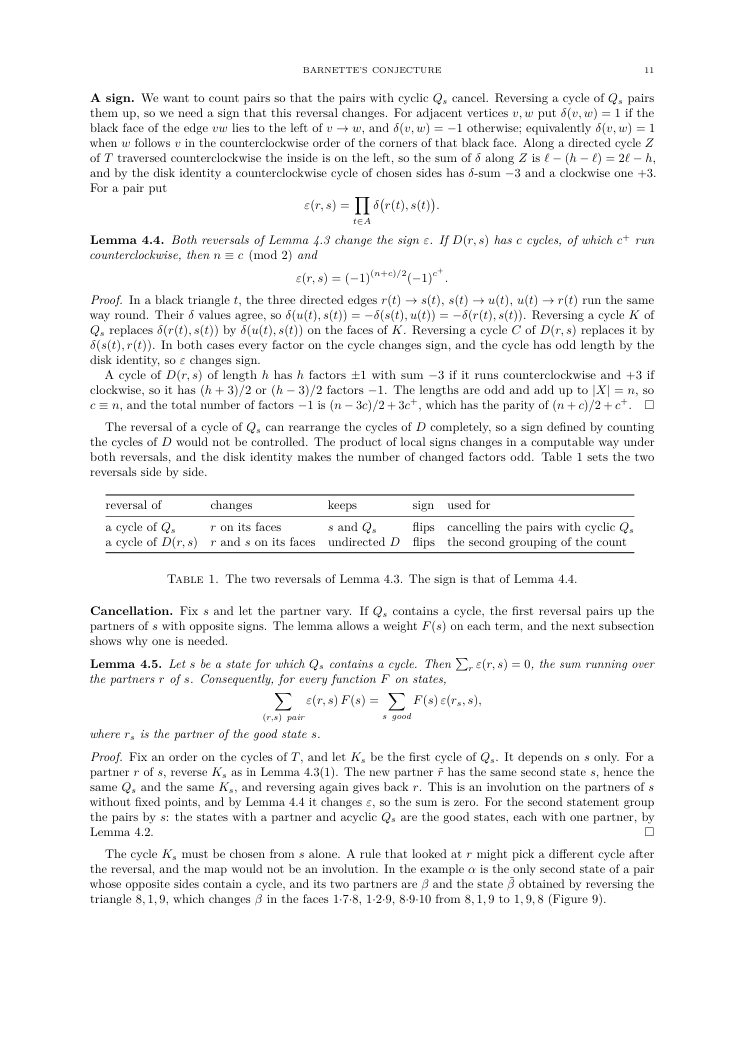 BARNETTE'S CONJECTURE 11
A sign. We want to count pairs so that the pairs with cyclic Qₛ cancel. Reversing a cycle of Qₛ pairs
them up, so we need a sign that this reversal changes. For adjacent vertices v, w put δ(v, w) = 1 if the
black face of the edge vw lies to the left of v → w, and δ(v, w) = −1 otherwise; equivalently δ(v, w) = 1
when w follows v in the counterclockwise order of the corners of that black face. Along a directed cycle Z
of T traversed counterclockwise the inside is on the left, so the sum of δ along Z is ℓ − (h − ℓ) = 2ℓ − h,
and by the disk identity a counterclockwise cycle of chosen sides has δ-sum −3 and a clockwise one +3.
For a pair put
ε(r, s) = ∏_{t∈A} δ(r(t), s(t)).
Lemma 4.4. Both reversals of Lemma 4.3 change the sign ε. If D(r, s) has c cycles, of which c⁺ run
counterclockwise, then n ≡ c (mod 2) and
ε(r, s) = (−1)^{(n+c)/2}(−1)^{c⁺}.
Proof. In a black triangle t, the three directed edges r(t) → s(t), s(t) → u(t), u(t) → r(t) run the same
way round. Their δ values agree, so δ(u(t), s(t)) = −δ(s(t), u(t)) = −δ(r(t), s(t)). Reversing a cycle K of
Qₛ replaces δ(r(t), s(t)) by δ(u(t), s(t)) on the faces of K. Reversing a cycle C of D(r, s) replaces it by
δ(s(t), r(t)). In both cases every factor on the cycle changes sign, and the cycle has odd length by the
disk identity, so ε changes sign.
A cycle of D(r, s) of length h has h factors ±1 with sum −3 if it runs counterclockwise and +3 if
clockwise, so it has (h + 3)/2 or (h − 3)/2 factors −1. The lengths are odd and add up to |X| = n, so
c ≡ n, and the total number of factors −1 is (n − 3c)/2 + 3c⁺, which has the parity of (n + c)/2 + c⁺. □
The reversal of a cycle of Qₛ can rearrange the cycles of D completely, so a sign defined by counting
the cycles of D would not be controlled. The product of local signs changes in a computable way under
both reversals, and the disk identity makes the number of changed factors odd. Table 1 sets the two
reversals side by side.
reversal of changes keeps sign used for
a cycle of Qₛ r on its faces s and Qₛ flips cancelling the pairs with cyclic Qₛ
a cycle of D(r, s) r and s on its faces undirected D flips the second grouping of the count
Table 1. The two reversals of Lemma 4.3. The sign is that of Lemma 4.4.
Cancellation. Fix s and let the partner vary. If Qₛ contains a cycle, the first reversal pairs up the
partners of s with opposite signs. The lemma allows a weight F(s) on each term, and the next subsection
shows why one is needed.
Lemma 4.5. Let s be a state for which Qₛ contains a cycle. Then ∑ᵣ ε(r, s) = 0, the sum running over
the partners r of s. Consequently, for every function F on states,
∑_{(r,s) pair} ε(r, s) F(s) = ∑_{s good} F(s) ε(rₛ, s),
where rₛ is the partner of the good state s.
Proof. Fix an order on the cycles of T, and let Kₛ be the first cycle of Qₛ. It depends on s only. For a
partner r of s, reverse Kₛ as in Lemma 4.3(1). The new partner r̃ has the same second state s, hence the
same Qₛ and the same Kₛ, and reversing again gives back r. This is an involution on the partners of s
without fixed points, and by Lemma 4.4 it changes ε, so the sum is zero. For the second statement group
the pairs by s: the states with a partner and acyclic Qₛ are the good states, each with one partner, by
Lemma 4.2. □
The cycle Kₛ must be chosen from s alone. A rule that looked at r might pick a different cycle after
the reversal, and the map would not be an involution. In the example α is the only second state of a pair
whose opposite sides contain a cycle, and its two partners are β and the state β̃ obtained by reversing the
triangle 8, 1, 9, which changes β in the faces 1·7·8, 1·2·9, 8·9·10 from 8, 1, 9 to 1, 9, 8 (Figure 9).